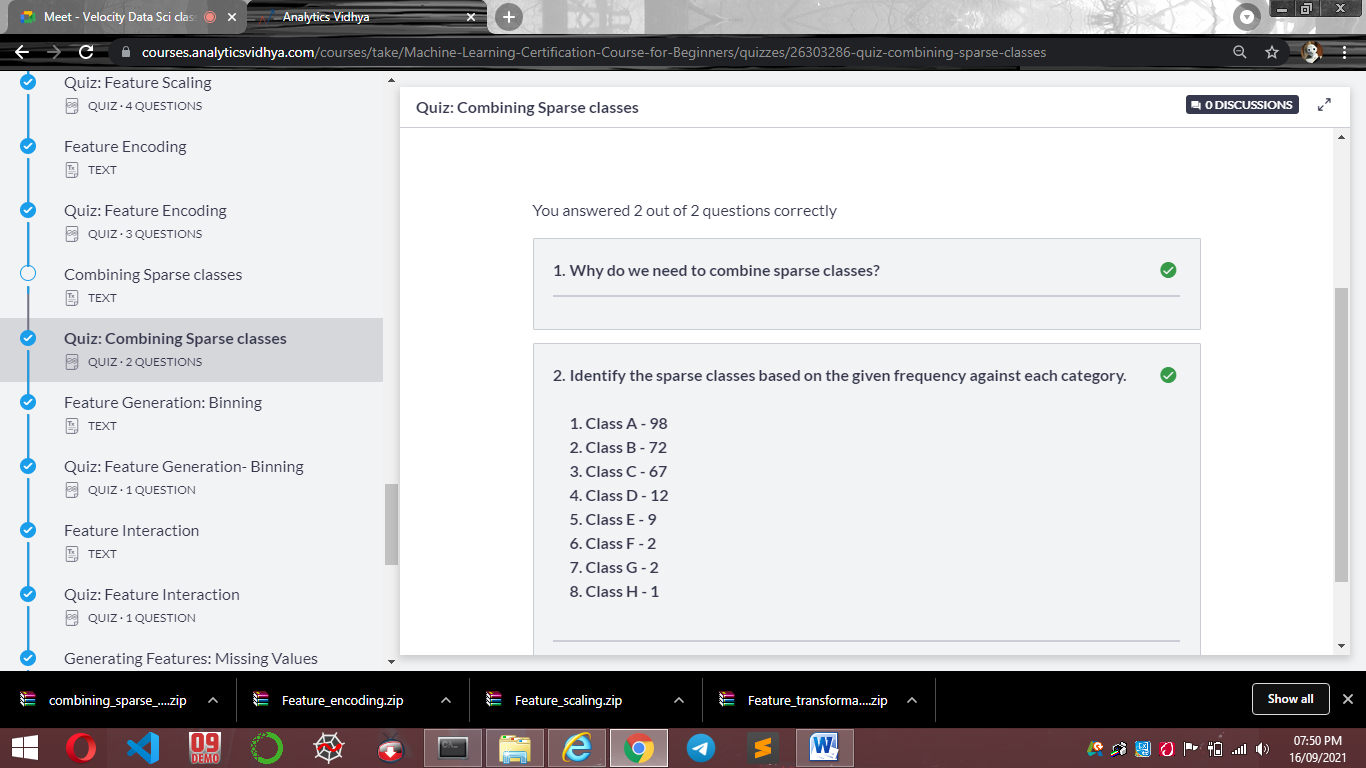 Meet - Velocity Data Sci clas
Analytics Vidhya
courses.analyticsvidhya.com/courses/take/Machine-Learning-Certification-Course-for-Beginners/quizzes/26303286-quiz-combining-sparse-classes
Quiz: Feature Scaling
QUIZ · 4 QUESTIONS
Feature Encoding
TEXT
Quiz: Feature Encoding
QUIZ · 3 QUESTIONS
Combining Sparse classes
TEXT
Quiz: Combining Sparse classes
QUIZ · 2 QUESTIONS
Feature Generation: Binning
TEXT
Quiz: Feature Generation- Binning
QUIZ · 1 QUESTION
Feature Interaction
TEXT
Quiz: Feature Interaction
QUIZ · 1 QUESTION
Generating Features: Missing Values
Quiz: Combining Sparse classes
0 DISCUSSIONS
You answered 2 out of 2 questions correctly
1. Why do we need to combine sparse classes?
2. Identify the sparse classes based on the given frequency against each category.
1. Class A - 98
2. Class B - 72
3. Class C - 67
4. Class D - 12
5. Class E - 9
6. Class F - 2
7. Class G - 2
8. Class H - 1
combining_sparse_....zip
Feature_encoding.zip
Feature_scaling.zip
Feature_transforma....zip
Show all
09
DEMO
07:50 PM
16/09/2021